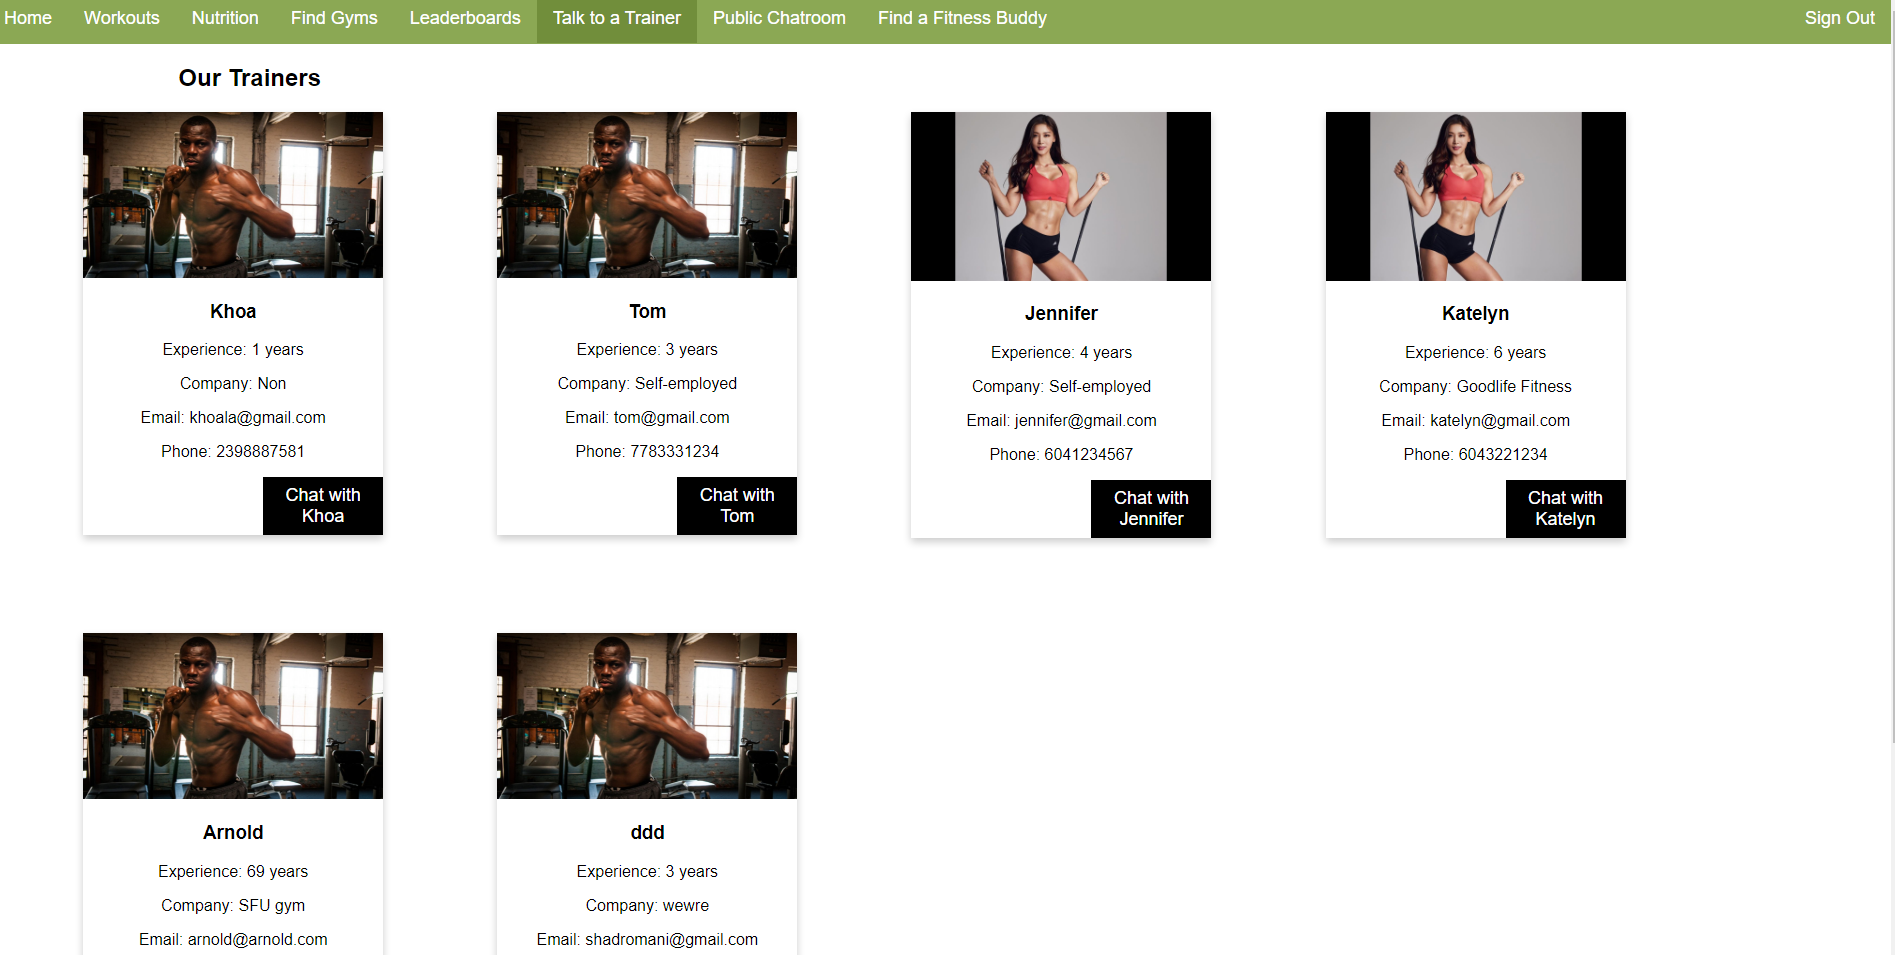 Home Workouts Nutrition Find Gyms Leaderboards Talk to a Trainer Public Chatroom Find a Fitness Buddy Sign Out
Our Trainers
Khoa
Experience: 1 years
Company: Non
Email: khoala@gmail.com
Phone: 2398887581
Chat with
Khoa
Tom
Experience: 3 years
Company: Self-employed
Email: tom@gmail.com
Phone: 7783331234
Chat with
Tom
Jennifer
Experience: 4 years
Company: Self-employed
Email: jennifer@gmail.com
Phone: 6041234567
Chat with
Jennifer
Katelyn
Experience: 6 years
Company: Goodlife Fitness
Email: katelyn@gmail.com
Phone: 6043221234
Chat with
Katelyn
Arnold
Experience: 69 years
Company: SFU gym
Email: arnold@arnold.com
ddd
Experience: 3 years
Company: wewre
Email: shadromani@gmail.com